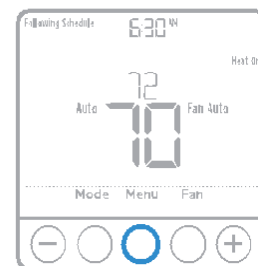 Following Schedule 6:30 AM
Heat On
72
Auto 70 Fan Auto
Mode Menu Fan
− +